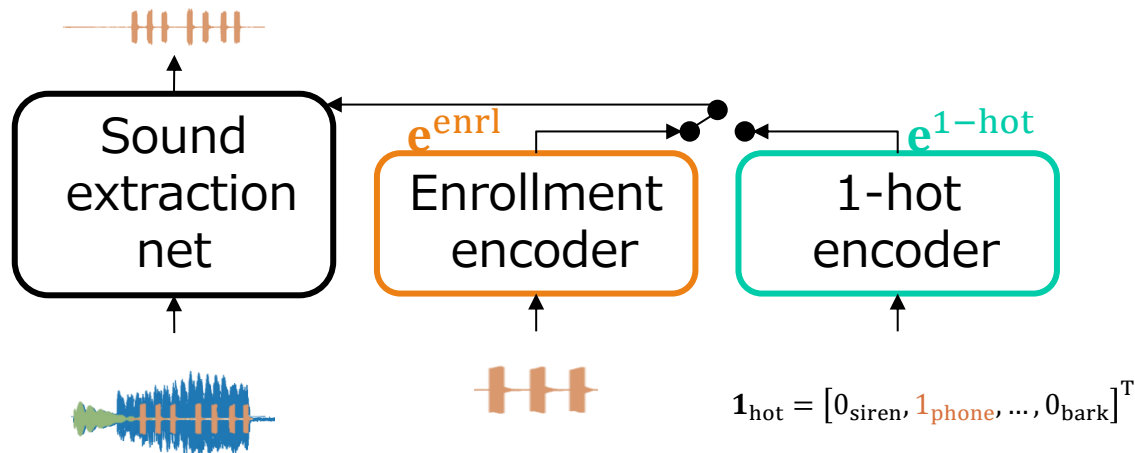 Sound
extraction
net
e^enrl
Enrollment
encoder
e^1−hot
1-hot
encoder
1_hot = [0_siren, 1_phone, …, 0_bark]^T